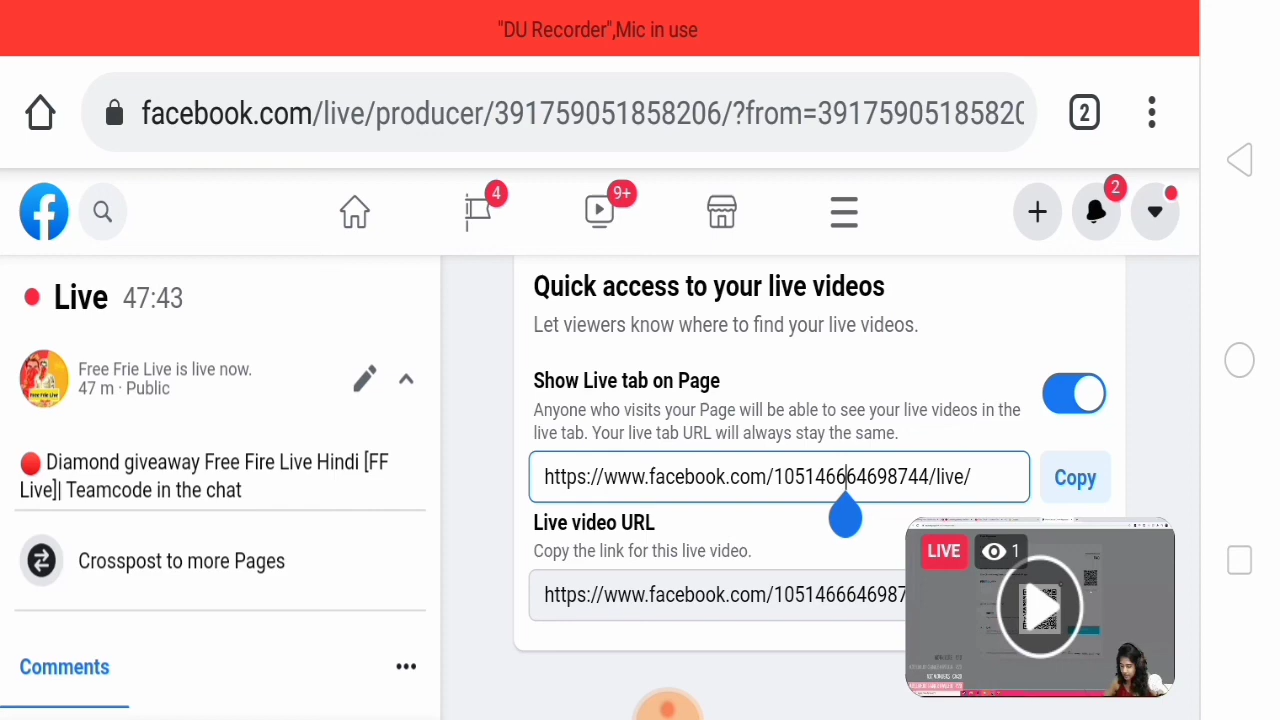 "DU Recorder",Mic in use
facebook.com/live/producer/391759051858206/?from=39175905185820
2
4
9+
2
Live 47:43
Free Frie Live is live now.
47 m · Public
🔴 Diamond giveaway Free Fire Live Hindi [FF
Live]| Teamcode in the chat
Crosspost to more Pages
Comments
Quick access to your live videos
Let viewers know where to find your live videos.
Show Live tab on Page
Anyone who visits your Page will be able to see your live videos in the
live tab. Your live tab URL will always stay the same.
https://www.facebook.com/105146664698744/live/
Copy
Live video URL
Copy the link for this live video.
https://www.facebook.com/1051466646987
LIVE 1